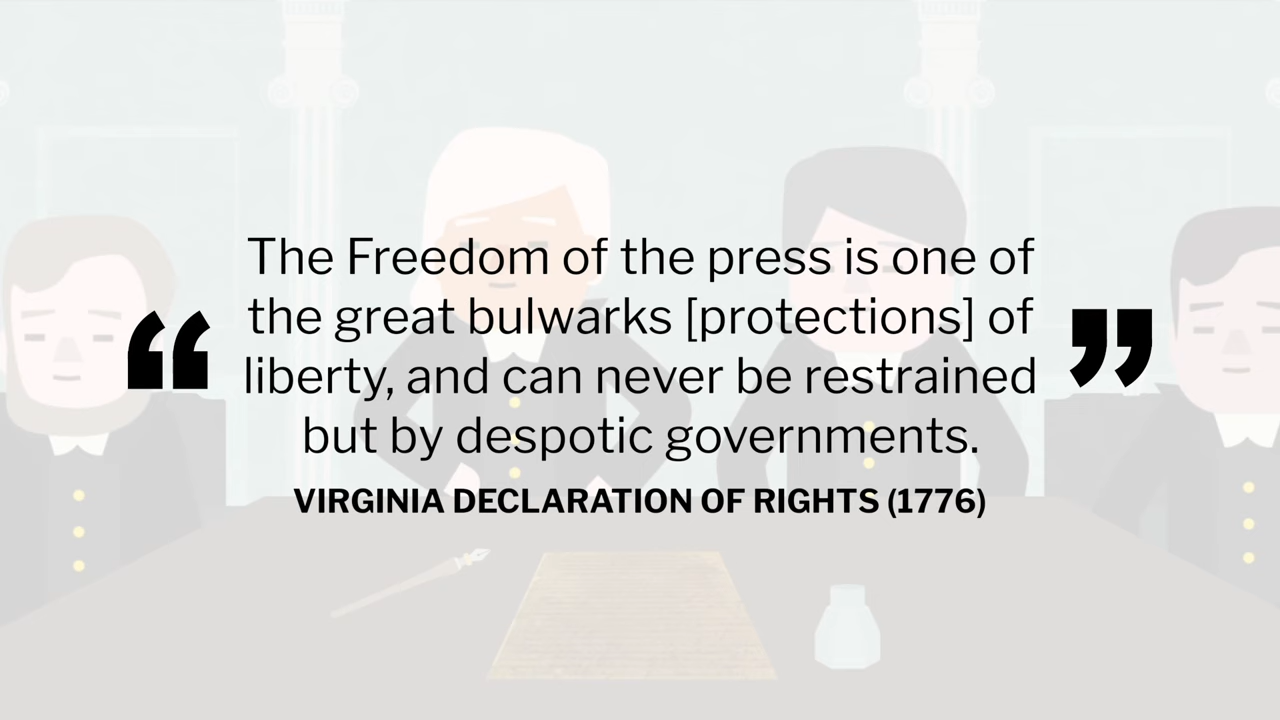 The Freedom of the press is one of
“ the great bulwarks [protections] of ”
liberty, and can never be restrained
but by despotic governments.
VIRGINIA DECLARATION OF RIGHTS (1776)